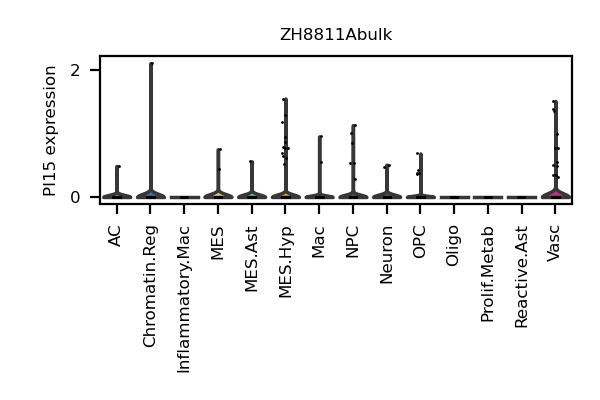 ZH8811Abulk
PI15 expression
2
0
AC
Chromatin.Reg
Inflammatory.Mac
MES
MES.Ast
MES.Hyp
Mac
NPC
Neuron
OPC
Oligo
Prolif.Metab
Reactive.Ast
Vasc